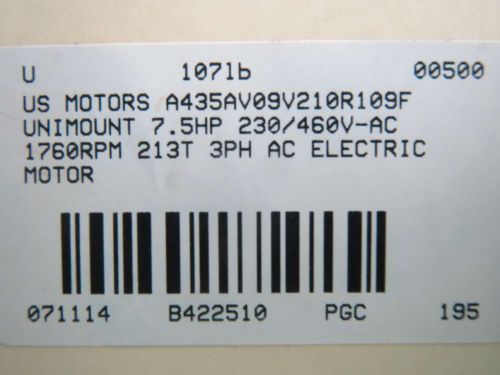 U 107lb 00500
US MOTORS A435AV09V210R109F
UNIMOUNT 7.5HP 230/460V-AC
1760RPM 213T 3PH AC ELECTRIC
MOTOR
071114 B422510 PGC 195